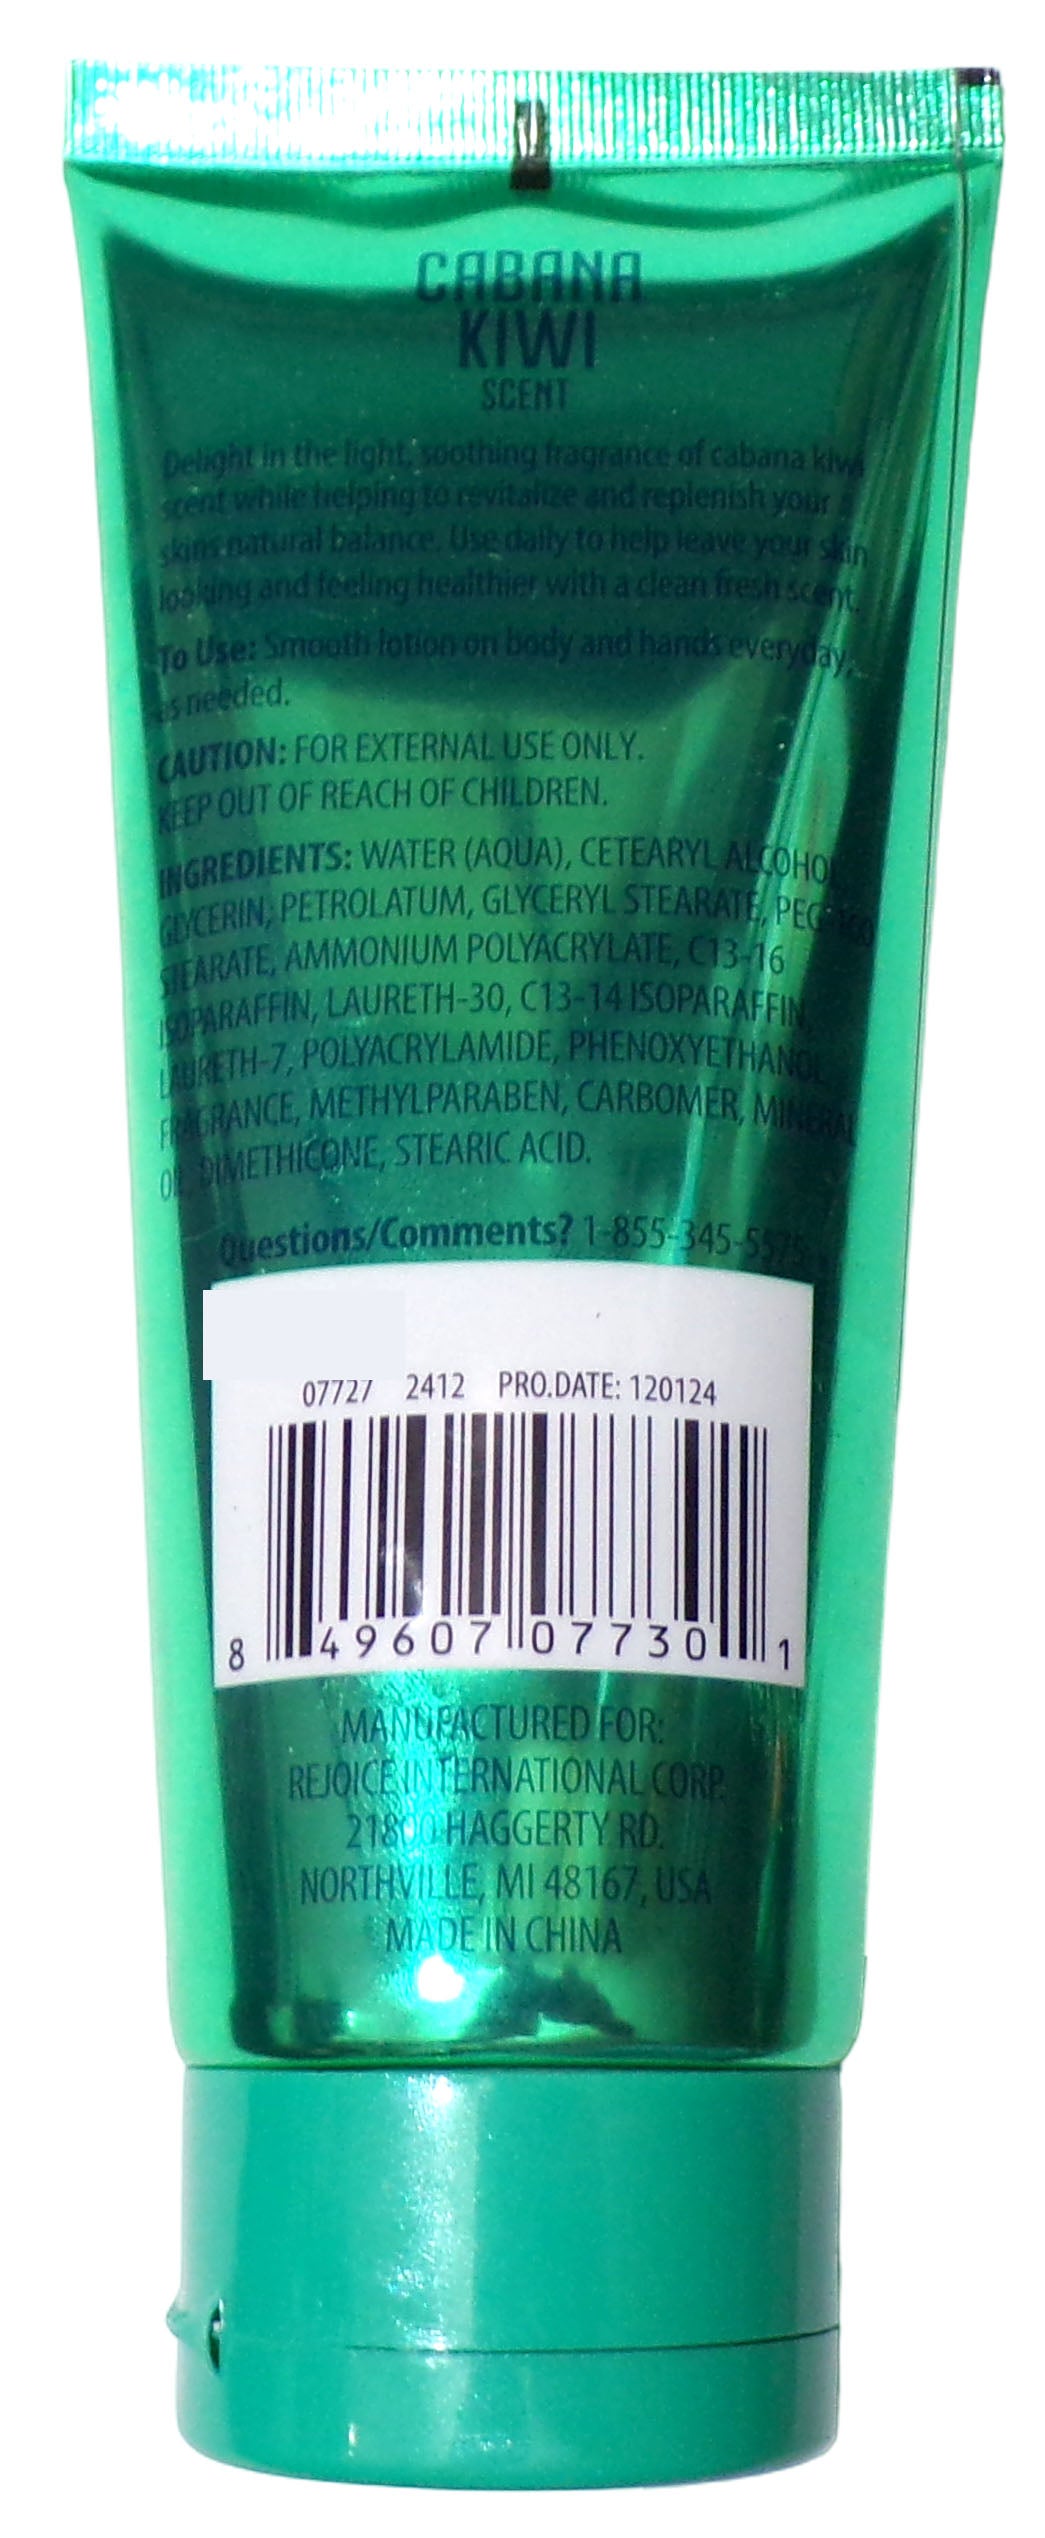 CABANA
KIWI
SCENT
Delight in the light, soothing fragrance of cabana kiwi
scent while helping to revitalize and replenish your
skins natural balance. Use daily to help leave your skin
looking and feeling healthier with a clean fresh scent.
To Use: Smooth lotion on body and hands everyday,
as needed.
CAUTION: FOR EXTERNAL USE ONLY.
KEEP OUT OF REACH OF CHILDREN.
INGREDIENTS: WATER (AQUA), CETEARYL ALCOHOL,
GLYCERIN, PETROLATUM, GLYCERYL STEARATE, PEG-
STEARATE, AMMONIUM POLYACRYLATE, C13-16
ISOPARAFFIN, LAURETH-30, C13-14 ISOPARAFFIN,
LAURETH-7, POLYACRYLAMIDE, PHENOXYETHANOL,
FRAGRANCE, METHYLPARABEN, CARBOMER, MINERAL
OIL, DIMETHICONE, STEARIC ACID.
Questions/Comments? 1-855-345-5575
07727 2412 PRO.DATE: 120124
8 49607 07730 1
MANUFACTURED FOR:
REJOICE INTERNATIONAL CORP.
21800 HAGGERTY RD.
NORTHVILLE, MI 48167, USA
MADE IN CHINA